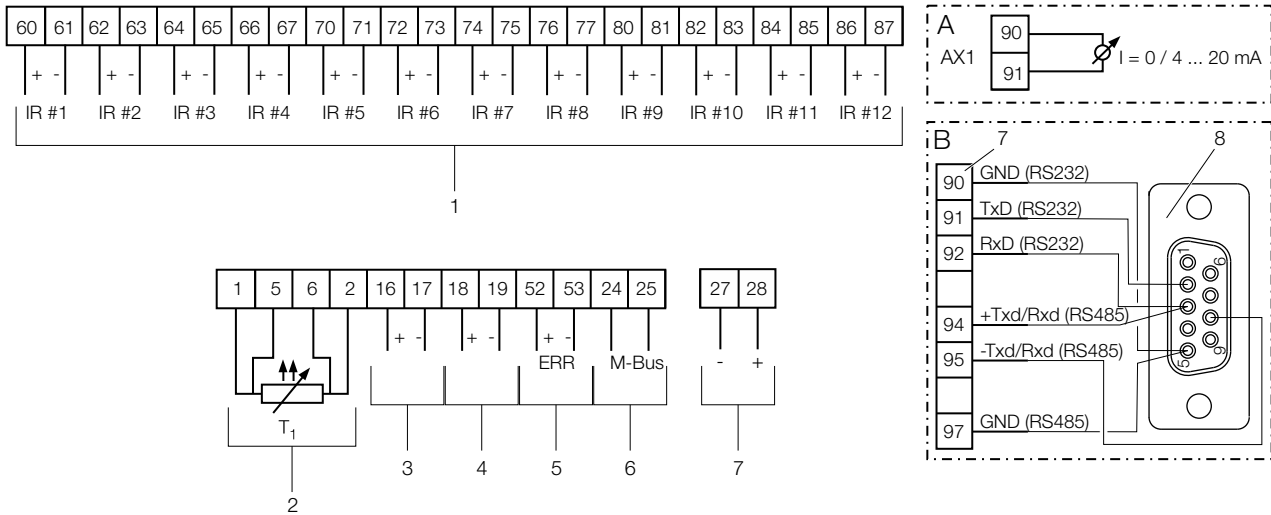 60 61 62 63 64 65 66 67 70 71 72 73 74 75 76 77 80 81 82 83 84 85 86 87
+ - + - + - + - + - + - + - + - + - + - + - + -
IR #1 IR #2 IR #3 IR #4 IR #5 IR #6 IR #7 IR #8 IR #9 IR #10 IR #11 IR #12
1
1 5 6 2 16 17 18 19 52 53 24 25 27 28
+ - + - + - - +
ERR M-Bus
T1
2 3 4 5 6 7
A
AX1
90
91
I = 0 / 4 ... 20 mA
B
7 8
90 GND (RS232)
91 TxD (RS232)
92 RxD (RS232)
94 +Txd/Rxd (RS485)
95 -Txd/Rxd (RS485)
97 GND (RS485)
1 6
5 9